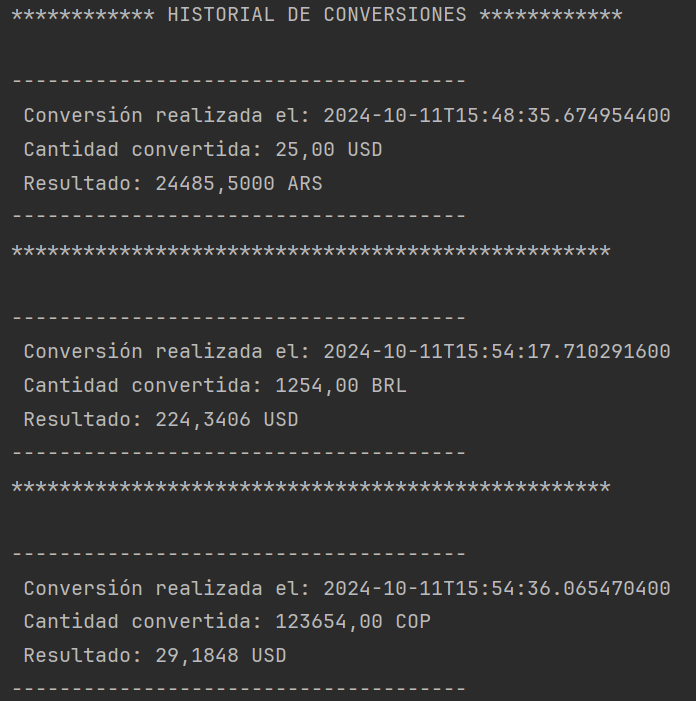 ************ HISTORIAL DE CONVERSIONES ************
--------------------------------------
Conversión realizada el: 2024-10-11T15:48:35.674954400
Cantidad convertida: 25,00 USD
Resultado: 24485,5000 ARS
--------------------------------------
**************************************************
--------------------------------------
Conversión realizada el: 2024-10-11T15:54:17.710291600
Cantidad convertida: 1254,00 BRL
Resultado: 224,3406 USD
--------------------------------------
**************************************************
--------------------------------------
Conversión realizada el: 2024-10-11T15:54:36.065470400
Cantidad convertida: 123654,00 COP
Resultado: 29,1848 USD
--------------------------------------